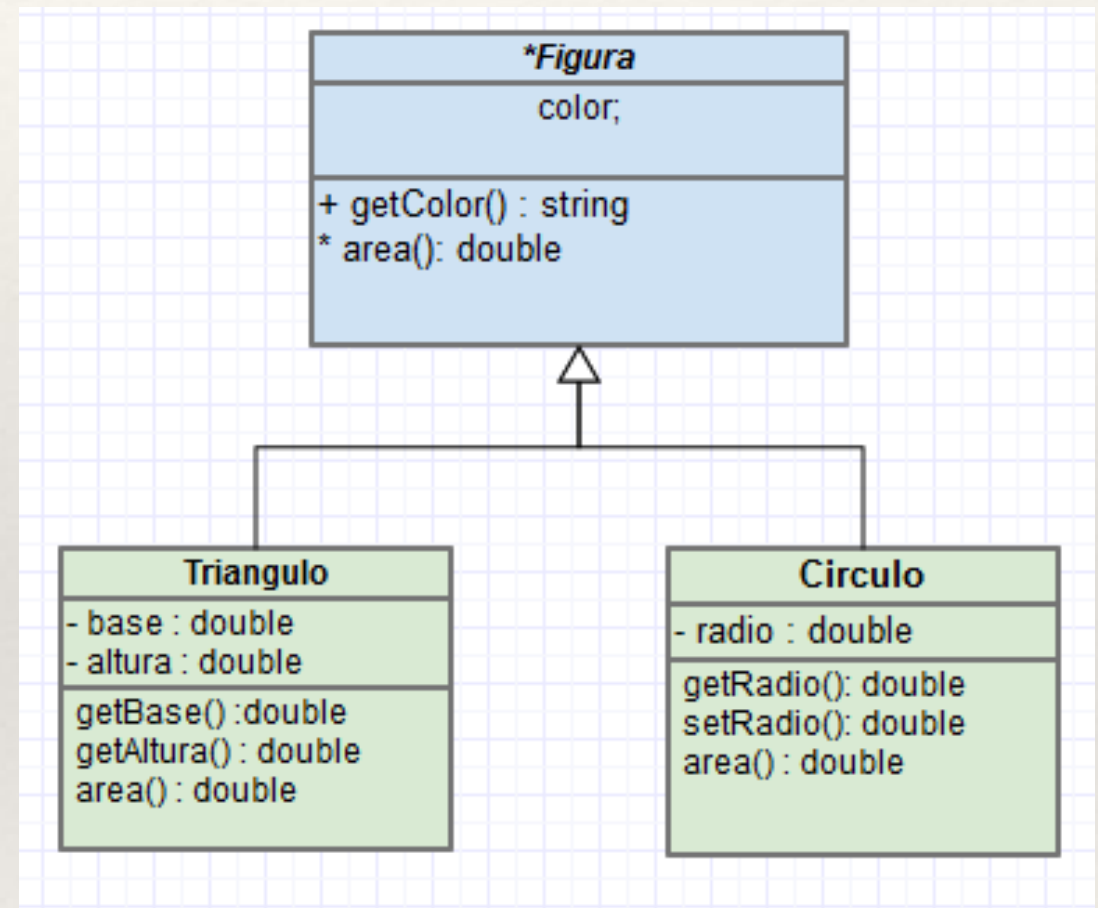 *Figura
color;
+ getColor() : string
* area(): double
Triangulo
- base : double
- altura : double
getBase() :double
getAltura() : double
area() : double
Circulo
- radio : double
getRadio(): double
setRadio(): double
area() : double